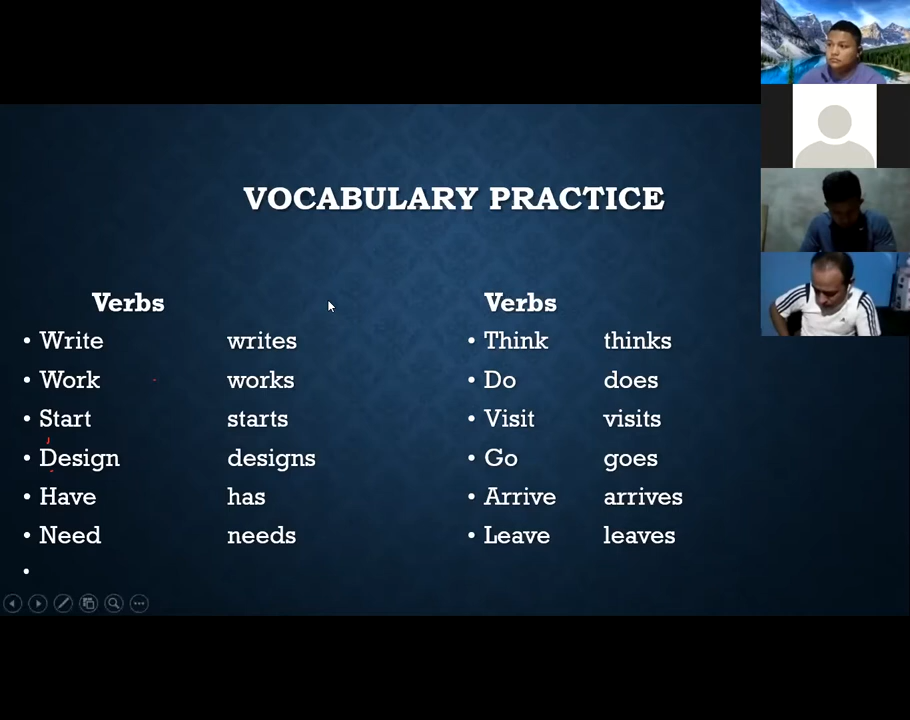 VOCABULARY PRACTICE
Verbs
Write writes
Work works
Start starts
Design designs
Have has
Need needs
Verbs
Think thinks
Do does
Visit visits
Go goes
Arrive arrives
Leave leaves